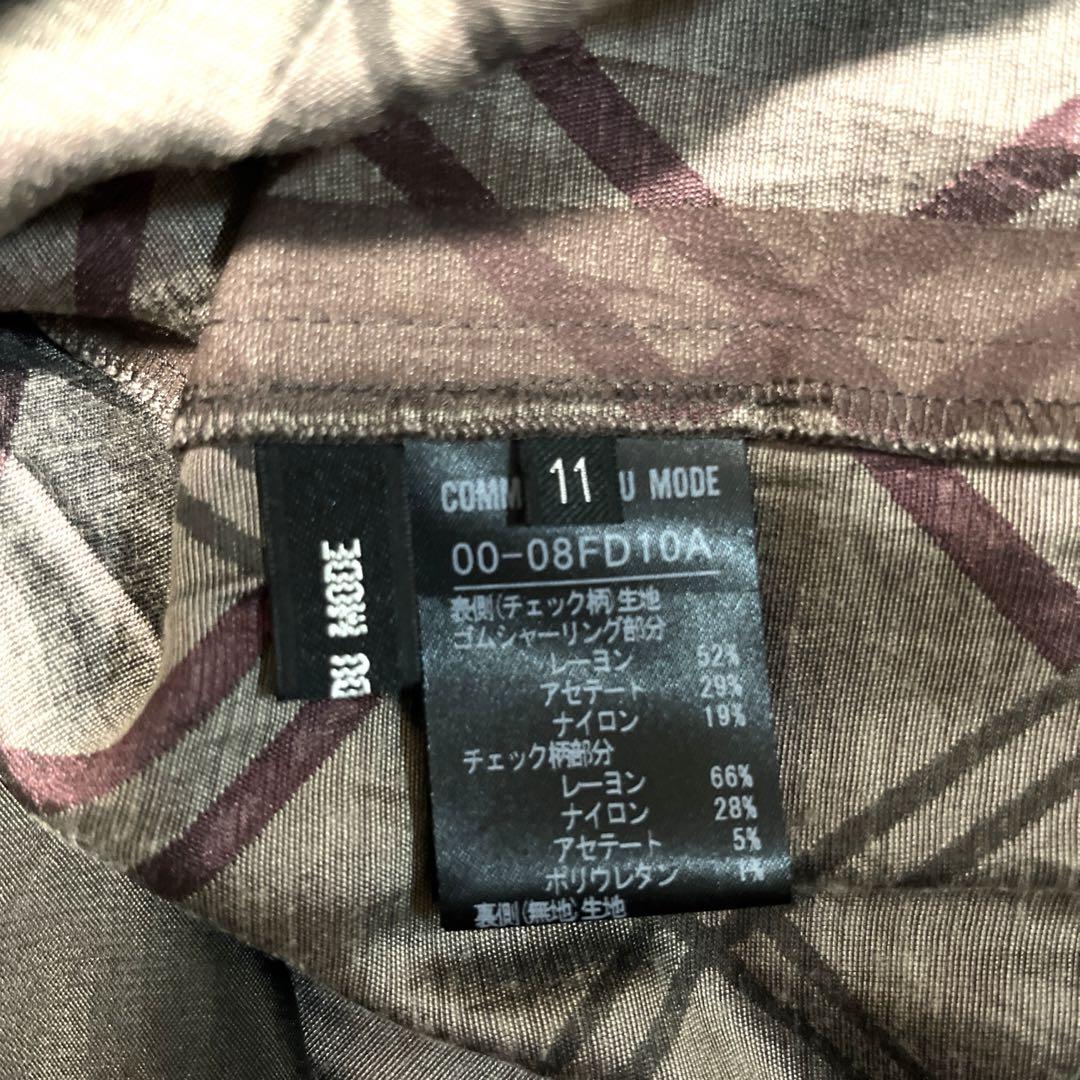 11
COMM U MODE
00-08FD10A
表側(チェック柄)生地
ゴムシャーリング部分
レーヨン 52%
アセテート 29%
ナイロン 19%
チェック柄部分
レーヨン 66%
ナイロン 28%
アセテート 5%
ポリウレタン 1%
裏側(無地)生地
DU MODE